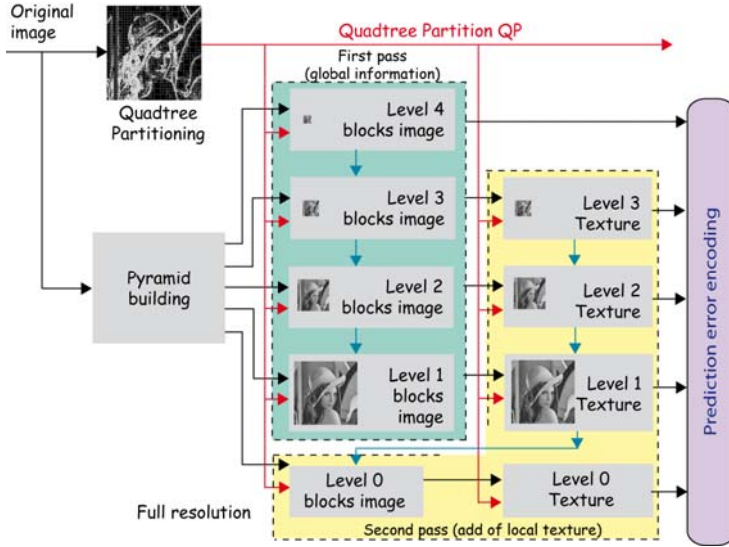 Original
image
Quadtree Partition QP
First pass
(global information)
Quadtree
Partitioning
Level 4
blocks image
Level 3
blocks image
Level 3
Texture
Pyramid
building
Level 2
blocks image
Level 2
Texture
Level 1
blocks
image
Level 1
Texture
Prediction error encoding
Level 0
blocks image
Level 0
Texture
Full resolution
Second pass (add of local texture)